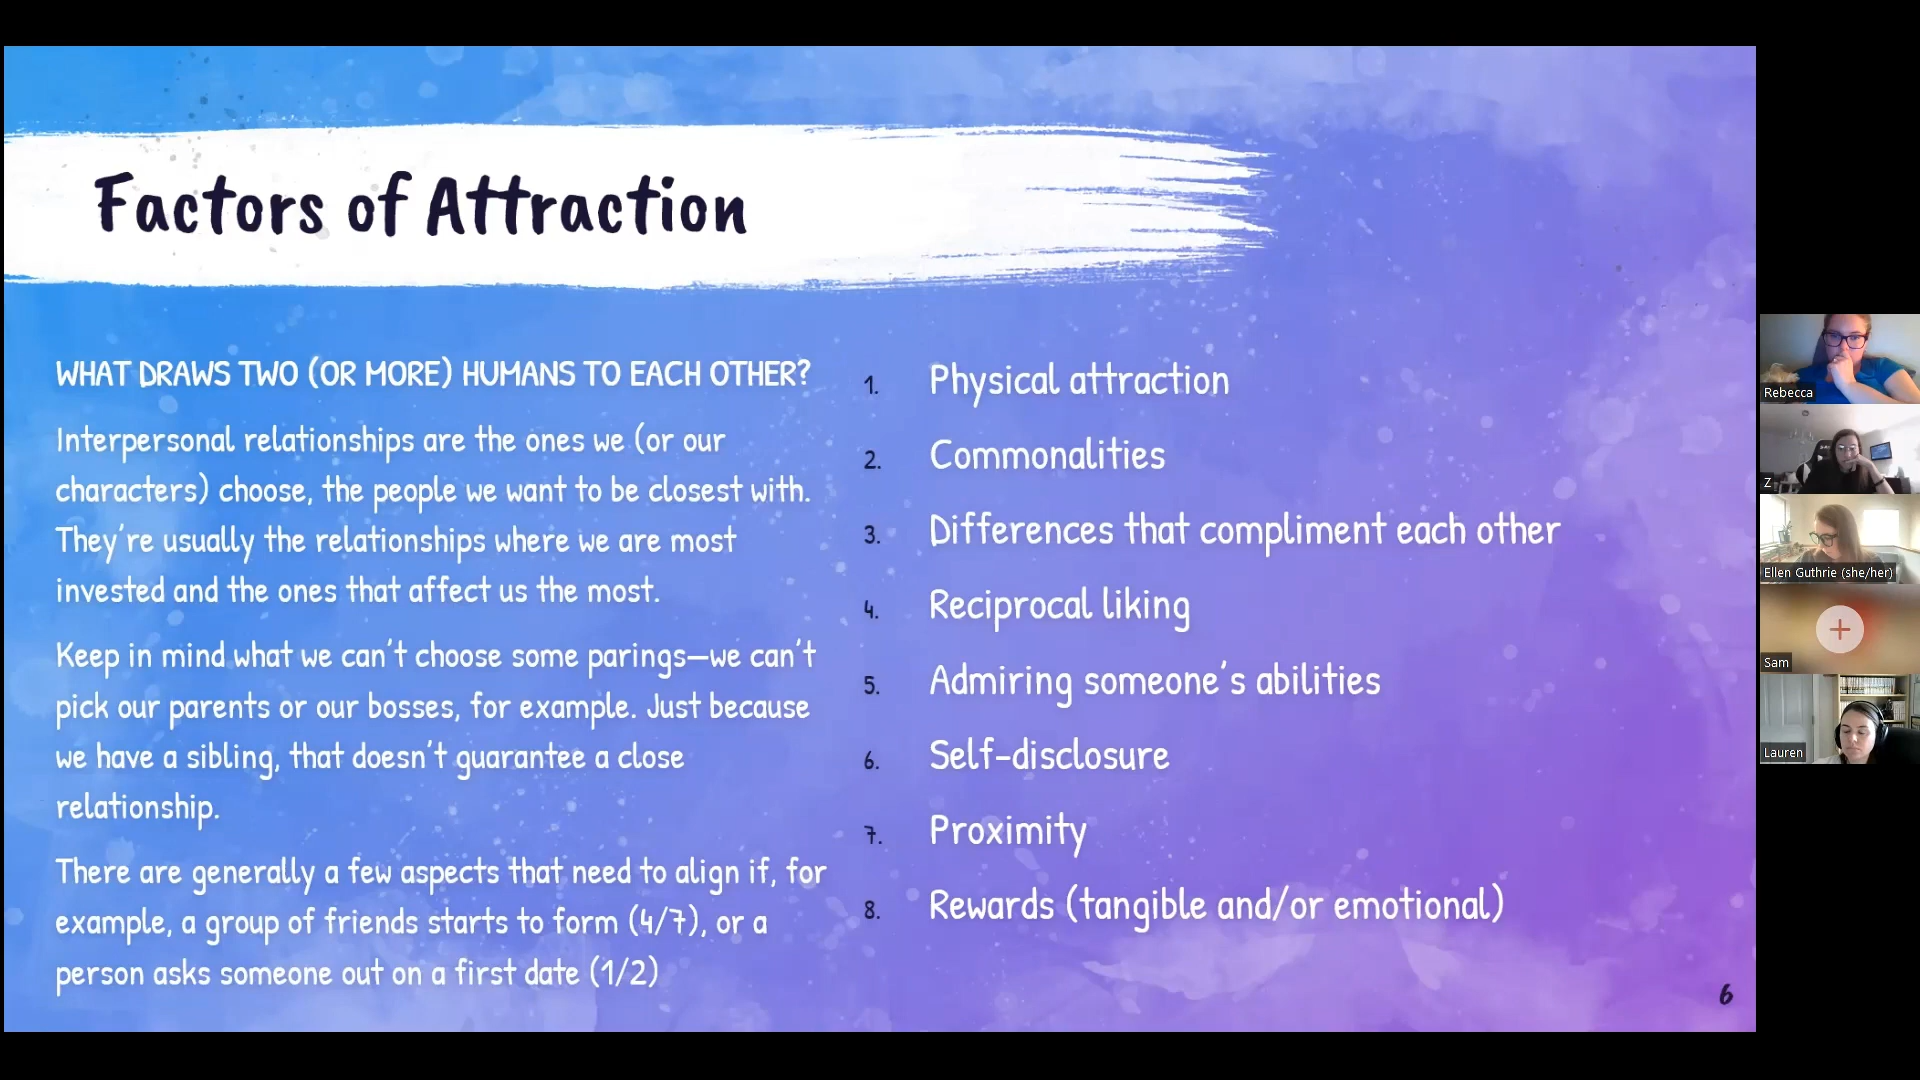 Factors of Attraction
WHAT DRAWS TWO (OR MORE) HUMANS TO EACH OTHER?
Interpersonal relationships are the ones we (or our
characters) choose, the people we want to be closest with.
They're usually the relationships where we are most
invested and the ones that affect us the most.
Keep in mind what we can't choose some parings—we can't
pick our parents or our bosses, for example. Just because
we have a sibling, that doesn't guarantee a close
relationship.
There are generally a few aspects that need to align if, for
example, a group of friends starts to form (4/7), or a
person asks someone out on a first date (1/2)
1. Physical attraction
2. Commonalities
3. Differences that compliment each other
4. Reciprocal liking
5. Admiring someone's abilities
6. Self-disclosure
7. Proximity
8. Rewards (tangible and/or emotional)
6
Rebecca
Z
Ellen Guthrie (she/her)
Sam
Lauren